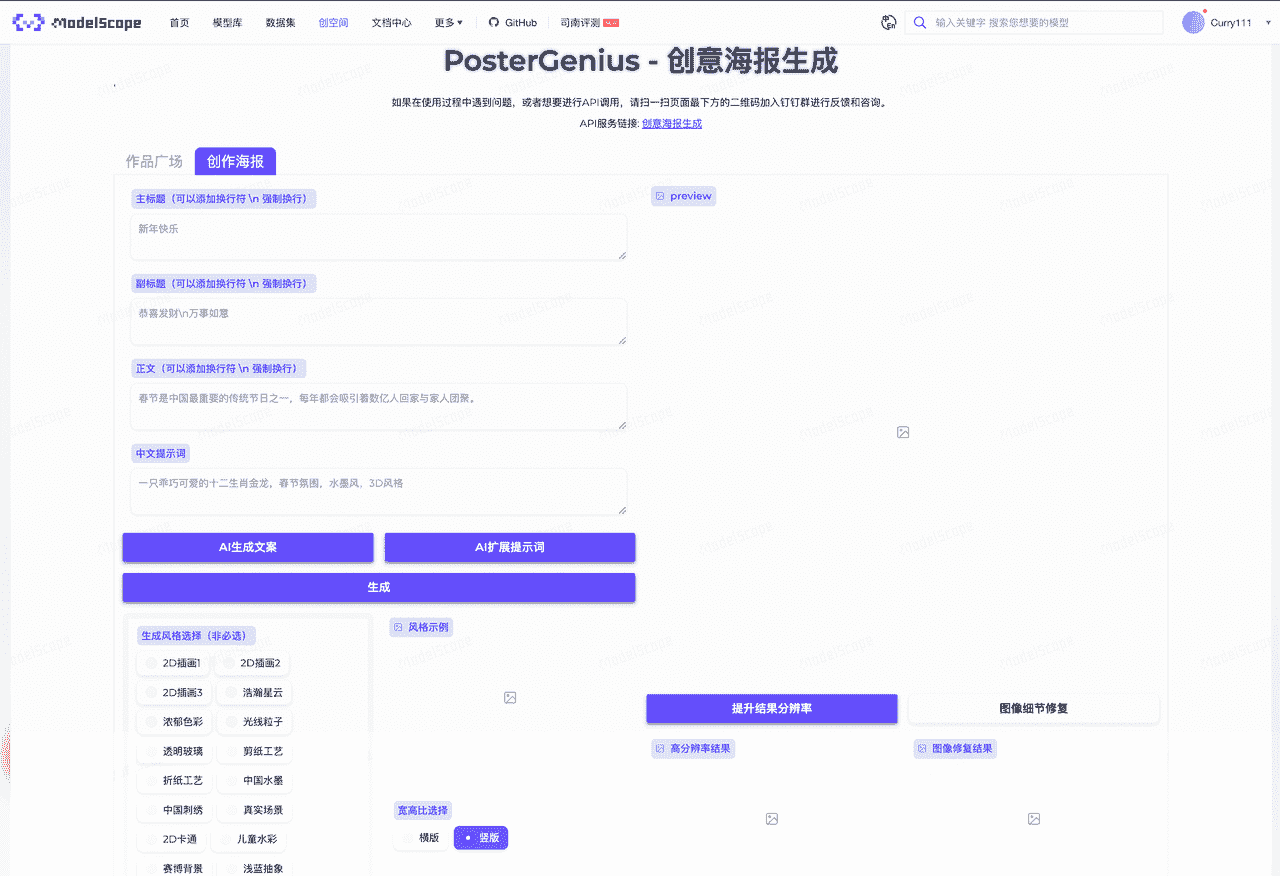 ModelScope 首页 模型库 数据集 创空间 文档中心 更多 GitHub 司南评测 输入关键字 搜索您想要的模型 Curry111
PosterGenius - 创意海报生成
如果在使用过程中遇到问题，或者想要进行API调用，请扫一扫页面最下方的二维码加入钉钉群进行反馈和咨询。
API服务链接: 创意海报生成
作品广场 创作海报
主标题（可以添加换行符 \n 强制换行）
新年快乐
副标题（可以添加换行符 \n 强制换行）
恭喜发财\n万事如意
正文（可以添加换行符 \n 强制换行）
春节是中国最重要的传统节日之一，每年都会吸引着数亿人回家与家人团聚。
中文提示词
一只乖巧可爱的十二生肖金龙，春节氛围，水墨风，3D风格
AI生成文案 AI扩展提示词
生成
生成风格选择（非必选）
2D插画1 2D插画2
2D插画3 浩瀚星云
浓郁色彩 光线粒子
透明玻璃 剪纸工艺
折纸工艺 中国水墨
中国刺绣 真实场景
2D卡通 儿童水彩
赛博背景 浅蓝抽象
风格示例
宽高比选择
横版 竖版
preview
提升结果分辨率 图像细节修复
高分辨率结果 图像修复结果